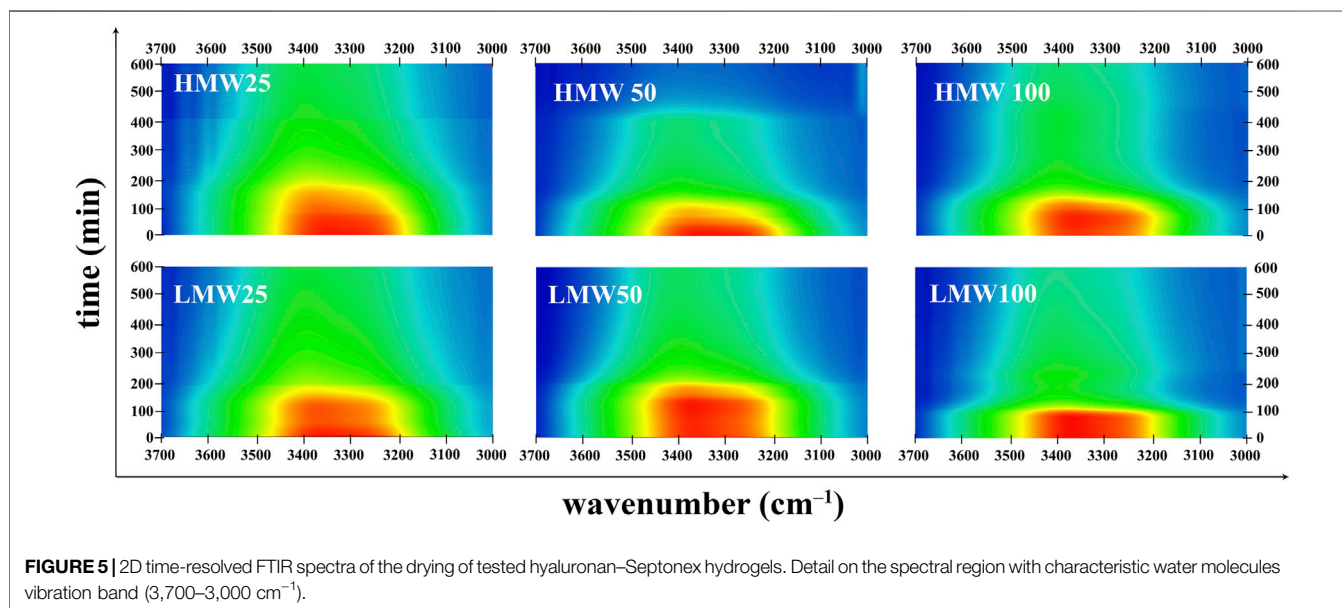 3700 3600 3500 3400 3300 3200 3100 3000 3700 3600 3500 3400 3300 3200 3100 3000 3700 3600 3500 3400 3300 3200 3100 3000
600
500
400
300
200
100
0
HMW25
HMW 50
HMW 100
600
500
400
300
200
100
0
time (min)
600
500
400
300
200
100
0
LMW25
LMW50
LMW100
600
500
400
300
200
100
0
3700 3600 3500 3400 3300 3200 3100 3000 3700 3600 3500 3400 3300 3200 3100 3000 3700 3600 3500 3400 3300 3200 3100 3000
wavenumber (cm⁻¹)
FIGURE 5 | 2D time-resolved FTIR spectra of the drying of tested hyaluronan–Septonex hydrogels. Detail on the spectral region with characteristic water molecules
vibration band (3,700–3,000 cm⁻¹).